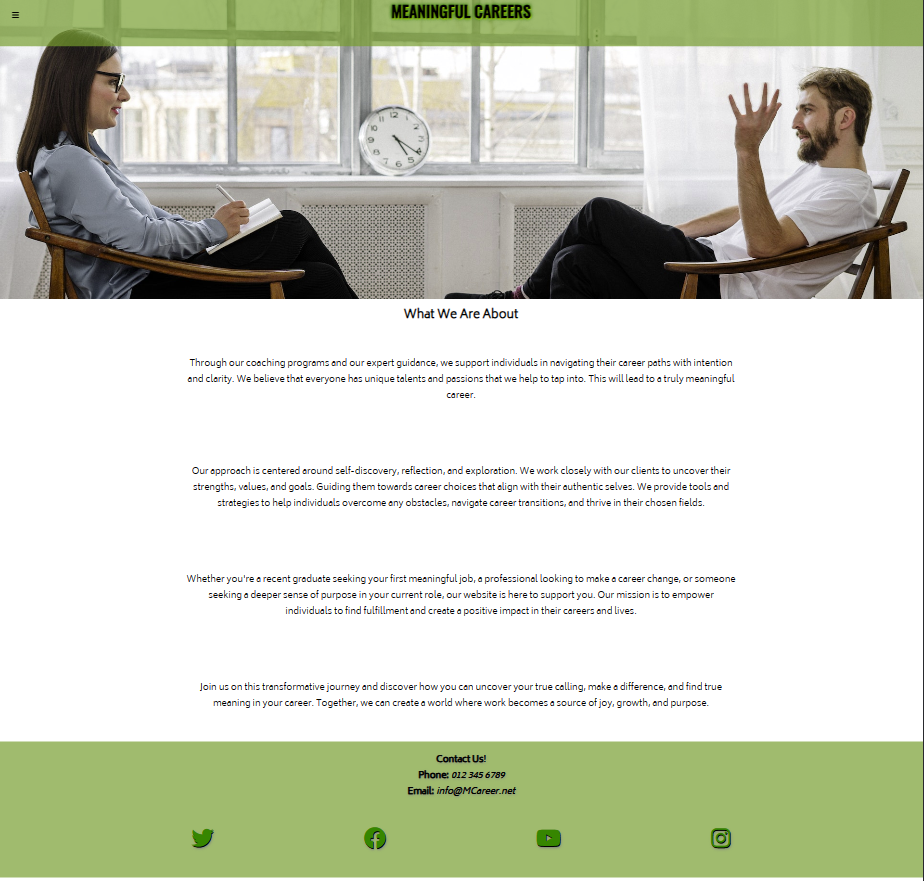 MEANINGFUL CAREERS
What We Are About
Through our coaching programs and our expert guidance, we support individuals in navigating their career paths with intention
and clarity. We believe that everyone has unique talents and passions that we help to tap into. This will lead to a truly meaningful
career.
Our approach is centered around self-discovery, reflection, and exploration. We work closely with our clients to uncover their
strengths, values, and goals. Guiding them towards career choices that align with their authentic selves. We provide tools and
strategies to help individuals overcome any obstacles, navigate career transitions, and thrive in their chosen fields.
Whether you're a recent graduate seeking your first meaningful job, a professional looking to make a career change, or someone
seeking a deeper sense of purpose in your current role, our website is here to support you. Our mission is to empower
individuals to find fulfillment and create a positive impact in their careers and lives.
Join us on this transformative journey and discover how you can uncover your true calling, make a difference, and find true
meaning in your career. Together, we can create a world where work becomes a source of joy, growth, and purpose.
Contact Us!
Phone: 012 345 6789
Email: info@MCareer.net